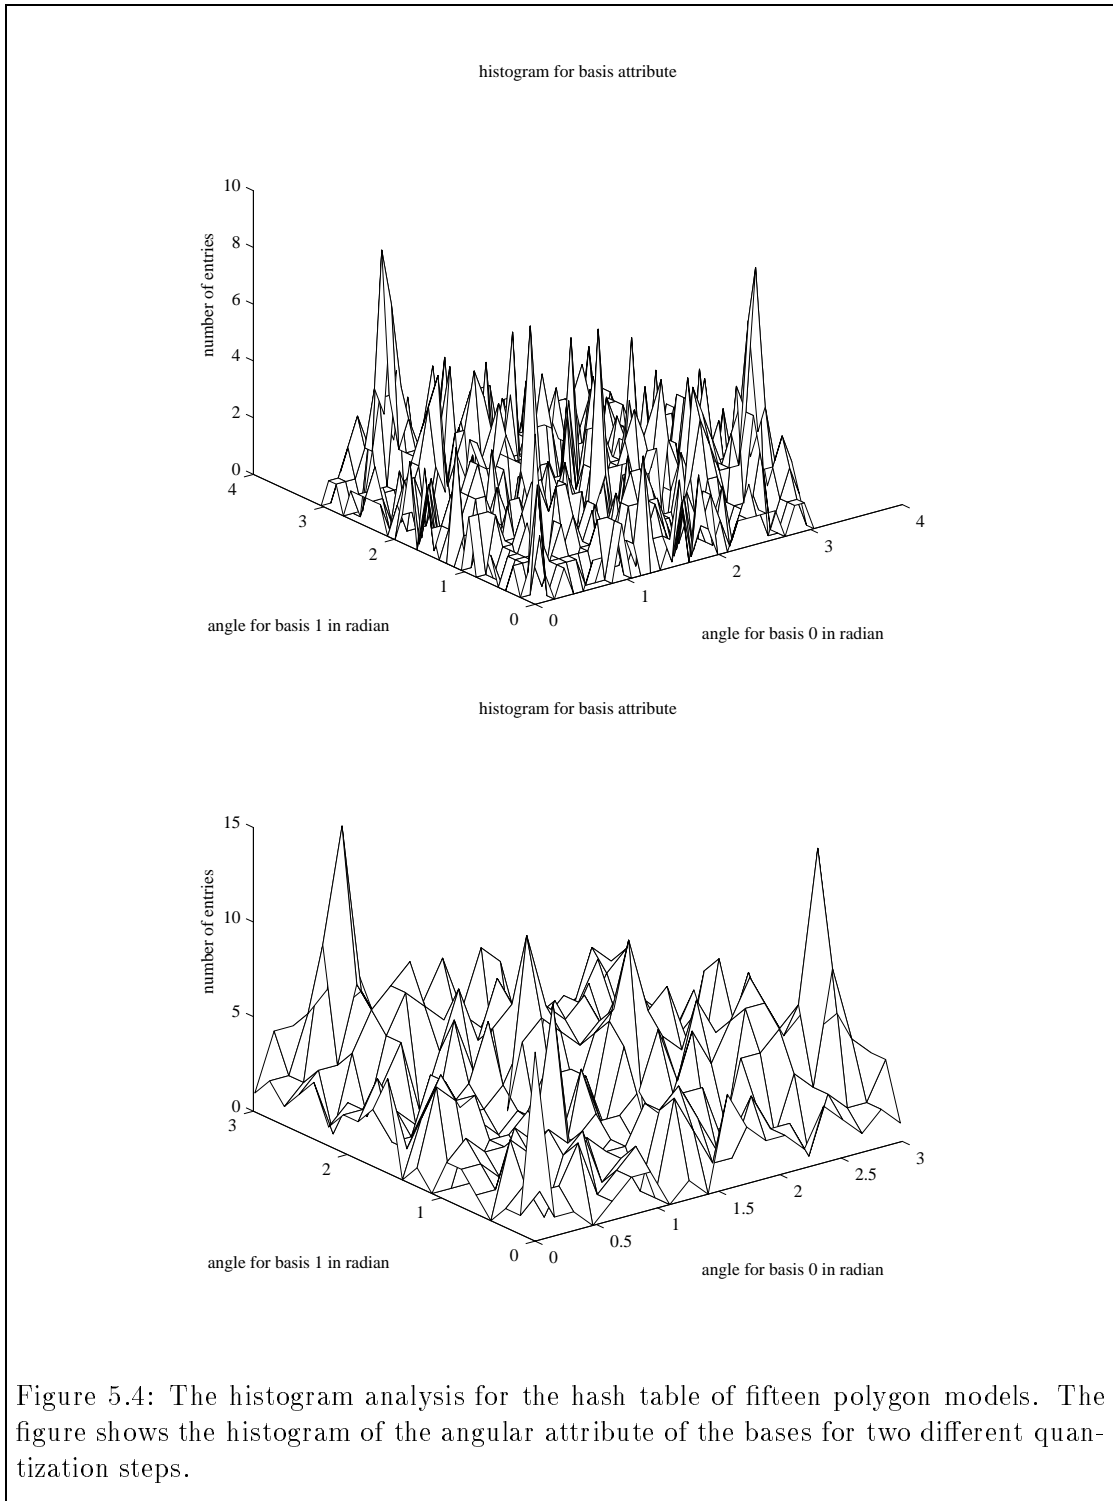 histogram for basis attribute
10
8
6
4
2
0
number of entries
4
3
2
1
0
0
1
2
3
4
angle for basis 1 in radian
angle for basis 0 in radian
histogram for basis attribute
15
10
5
0
number of entries
3
2
1
0
0
0.5
1
1.5
2
2.5
3
angle for basis 1 in radian
angle for basis 0 in radian
Figure 5.4: The histogram analysis for the hash table of fifteen polygon models. The
figure shows the histogram of the angular attribute of the bases for two different quan-
tization steps.